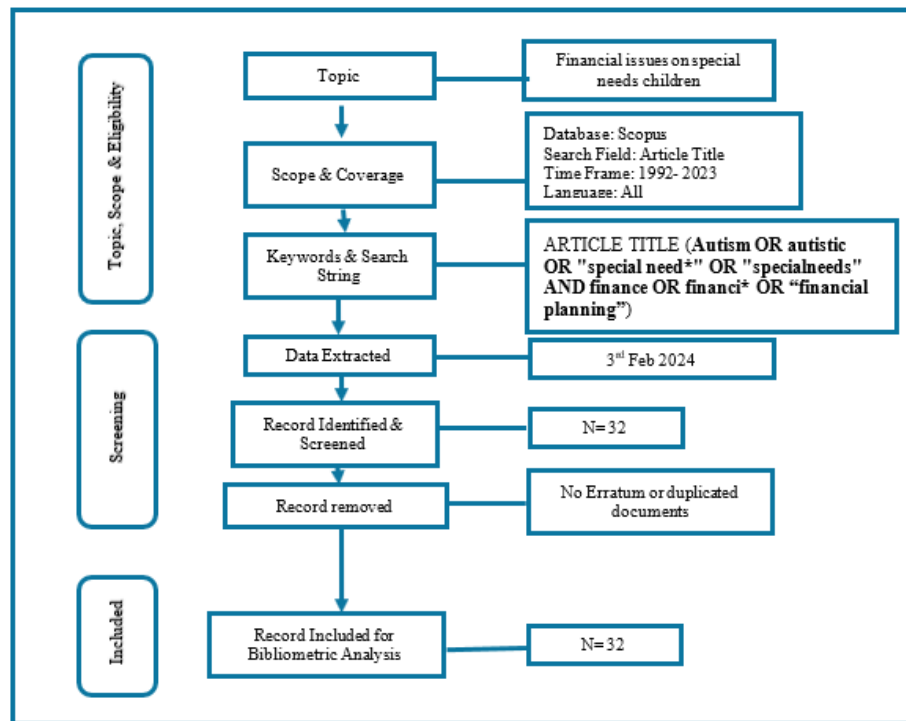 Topic, Scope & Eligibility
Topic
Financial issues on special
needs children
Scope & Coverage
Database: Scopus
Search Field: Article Title
Time Frame: 1992- 2023
Language: All
Keywords & Search
String
ARTICLE TITLE (Autism OR autistic
OR "special need*" OR "specialneeds"
AND finance OR financi* OR “financial
planning”)
Screening
Data Extracted
3rd Feb 2024
Record Identified &
Screened
N= 32
Record removed
No Erratum or duplicated
documents
Included
Record Included for
Bibliometric Analysis
N= 32